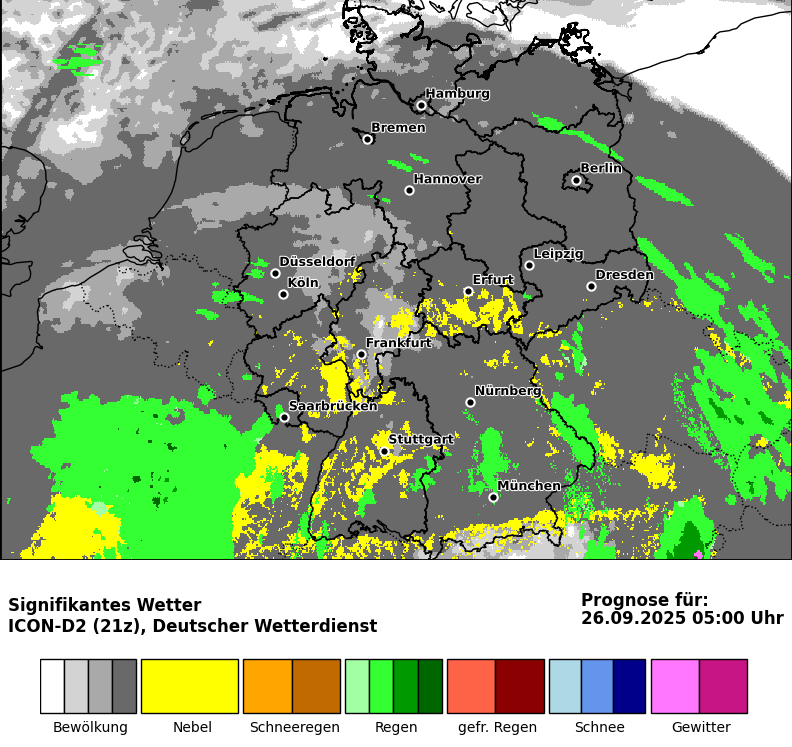 Hamburg
Bremen
Berlin
Hannover
Leipzig
Düsseldorf
Dresden
Erfurt
Köln
Frankfurt
Nürnberg
Saarbrücken
Stuttgart
München
Signifikantes Wetter
ICON-D2 (21z), Deutscher Wetterdienst
Prognose für:
26.09.2025 05:00 Uhr
Bewölkung Nebel Schneeregen Regen gefr. Regen Schnee Gewitter